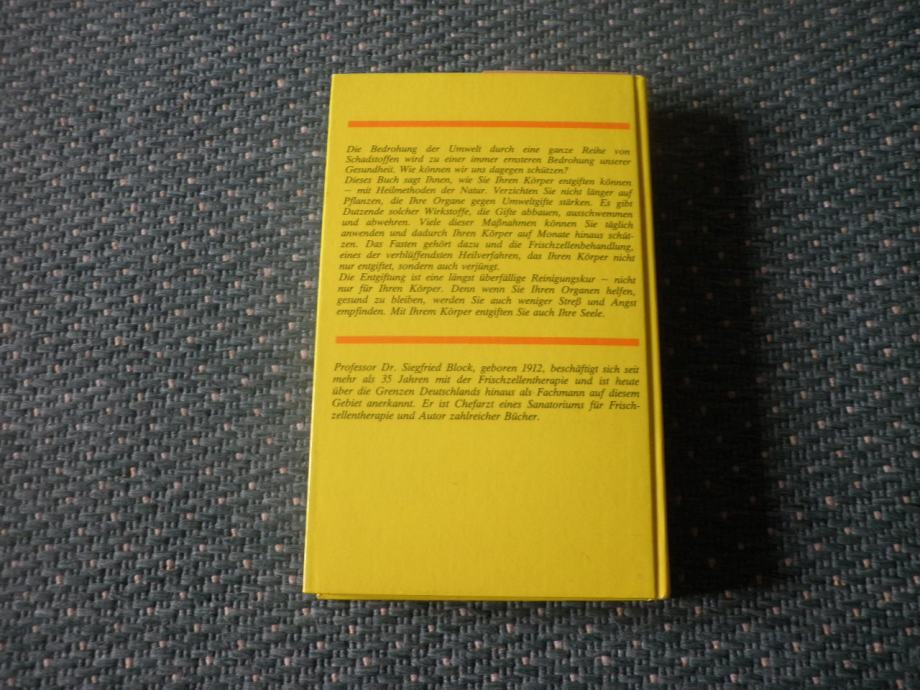 Die Bedrohung der Umwelt durch eine ganze Reihe von
Schadstoffen wird zu einer immer ernsteren Bedrohung unserer
Gesundheit. Wie können wir uns dagegen schützen?
Dieses Buch sagt Ihnen, wie Sie Ihren Körper entgiften können
— mit Heilmethoden der Natur. Verzichten Sie nicht länger auf
Pflanzen, die Ihre Organe gegen Umweltgifte stärken. Es gibt
Dutzende solcher Wirkstoffe, die Gifte abbauen, ausschwemmen
und abwehren. Viele dieser Maßnahmen können Sie täglich
anwenden und dadurch Ihren Körper auf Monate hinaus schüt-
zen. Das Fasten gehört dazu und die Frischzellenbehandlung,
eines der verblüffendsten Heilverfahren, das Ihren Körper nicht
nur entgiftet, sondern auch verjüngt.
Die Entgiftung ist eine längst überfällige Reinigungskur — nicht
nur für Ihren Körper. Denn wenn Sie Ihren Organen helfen,
gesund zu bleiben, werden Sie auch weniger Streß und Angst
empfinden. Mit Ihrem Körper entgiften Sie auch Ihre Seele.
Professor Dr. Siegfried Block, geboren 1912, beschäftigt sich seit
mehr als 35 Jahren mit der Frischzellentherapie und ist heute
über die Grenzen Deutschlands hinaus als Fachmann auf diesem
Gebiet anerkannt. Er ist Chefarzt eines Sanatoriums für Frisch-
zellentherapie und Autor zahlreicher Bücher.